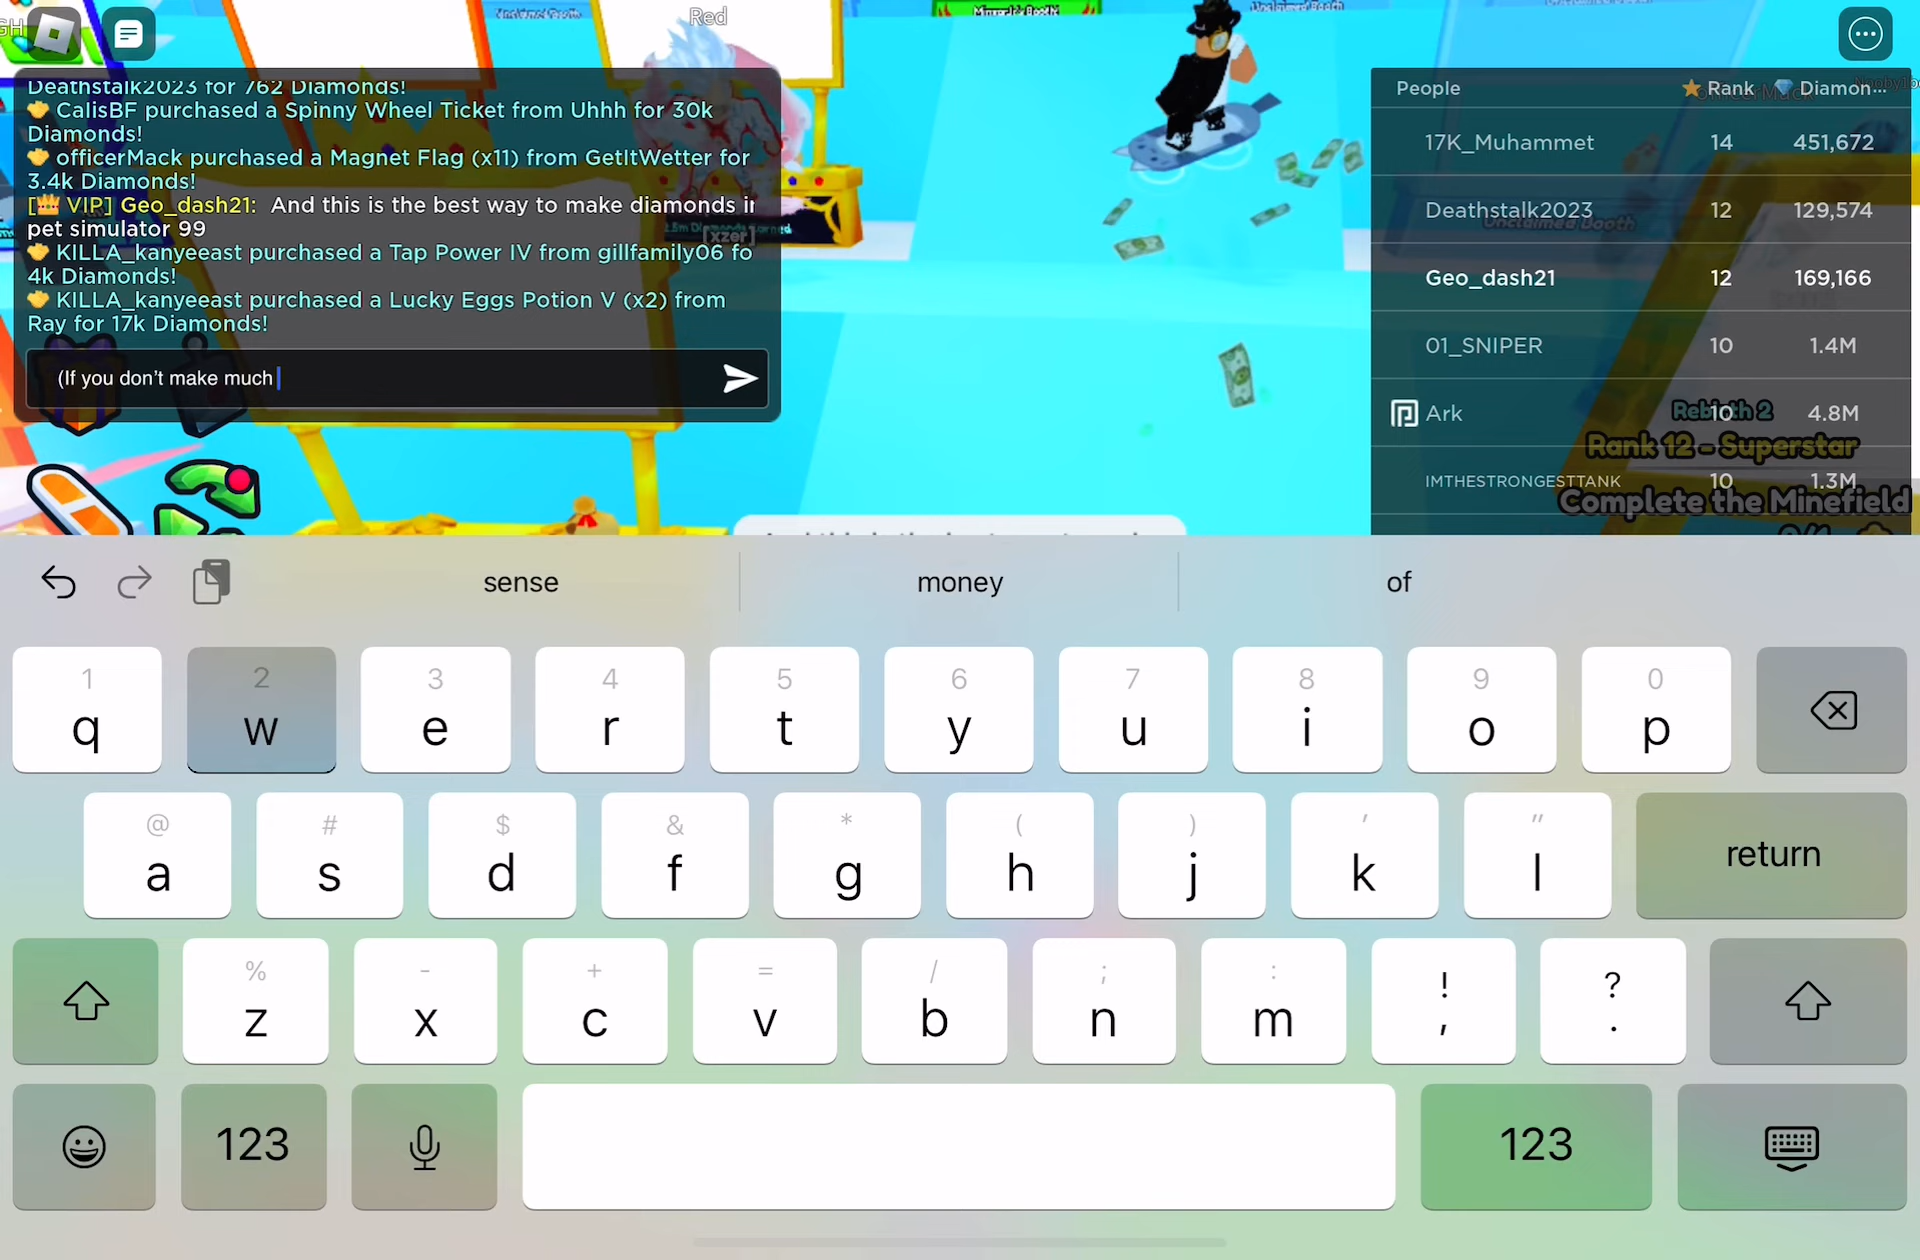 Red
Unclaimed Booth
Deathstalk2023 for 762 Diamonds!
CalisBF purchased a Spinny Wheel Ticket from Uhhh for 30k
Diamonds!
officerMack purchased a Magnet Flag (x11) from GetItWetter for
3.4k Diamonds!
[VIP] Geo_dash21: And this is the best way to make diamonds in
pet simulator 99
KILLA_kanyeeast purchased a Tap Power IV from gillfamily06 fo
4k Diamonds!
KILLA_kanyeeast purchased a Lucky Eggs Potion V (x2) from
Ray for 17k Diamonds!
(If you don't make much
[xzer]
People Rank Diamon...
17K_Muhammet 14 451,672
Deathstalk2023 12 129,574
Unclaimed Booth
Geo_dash21 12 169,166
01_SNIPER 10 1.4M
Ark 10 4.8M
Rebirth 2
Rank 12 - Superstar
IMTHESTRONGESTTANK 10 1.3M
Complete the Minefield
sense money of
1 2 3 4 5 6 7 8 9 0
q w e r t y u i o p
@ # $ & * ( ) ' "
a s d f g h j k l return
% - + = / ; : ! ?
z x c v b n m , .
123 123